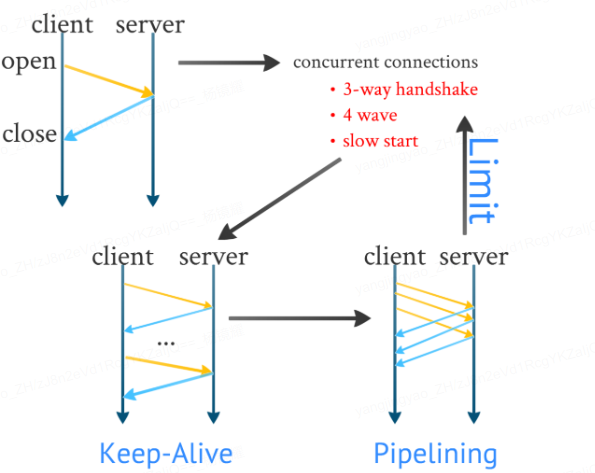 client server
open
close
concurrent connections
• 3-way handshake
• 4 wave
• slow start
Limit
client server
...
Keep-Alive
client server
Pipelining